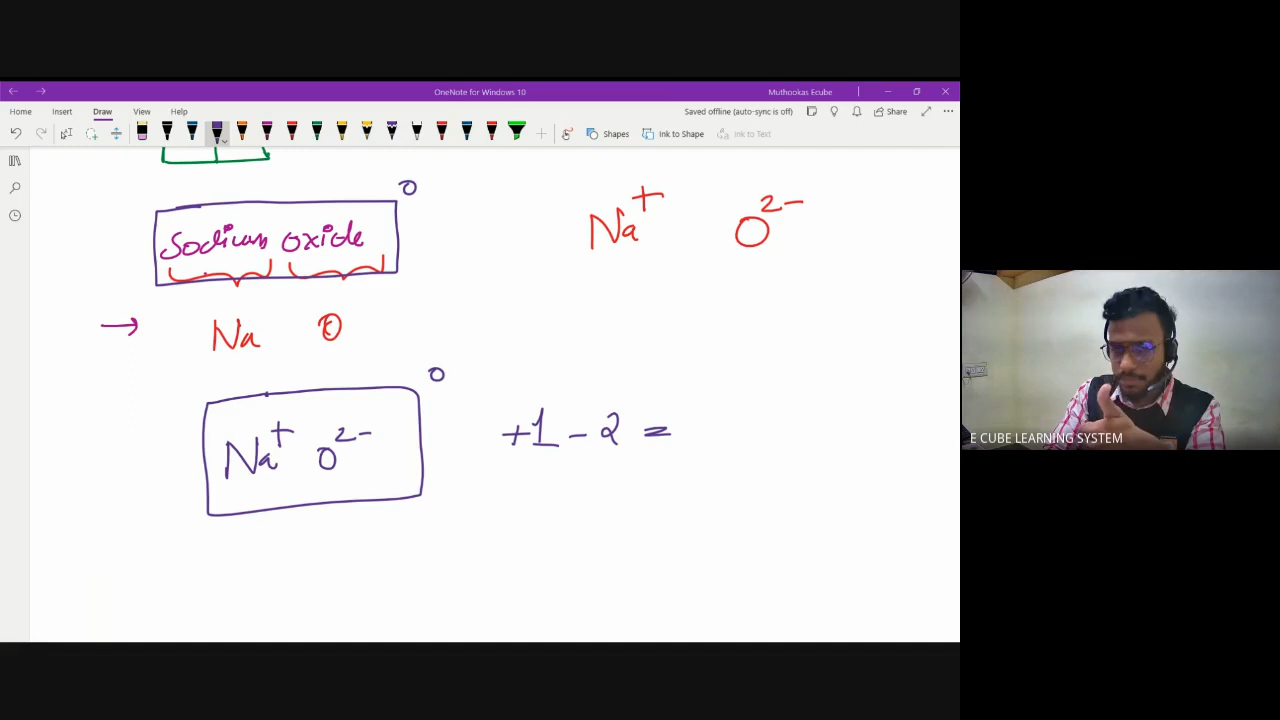 OneNote for Windows 10
Muthookas Ecube
Home Insert Draw View Help
Saved offline (auto-sync is off)
Share
Shapes
Ink to Shape
Ink to Text
Sodium oxide 0
Na⁺ O²⁻
→ Na O
0
Na⁺ O²⁻
+1 - 2 =
E CUBE LEARNING SYSTEM